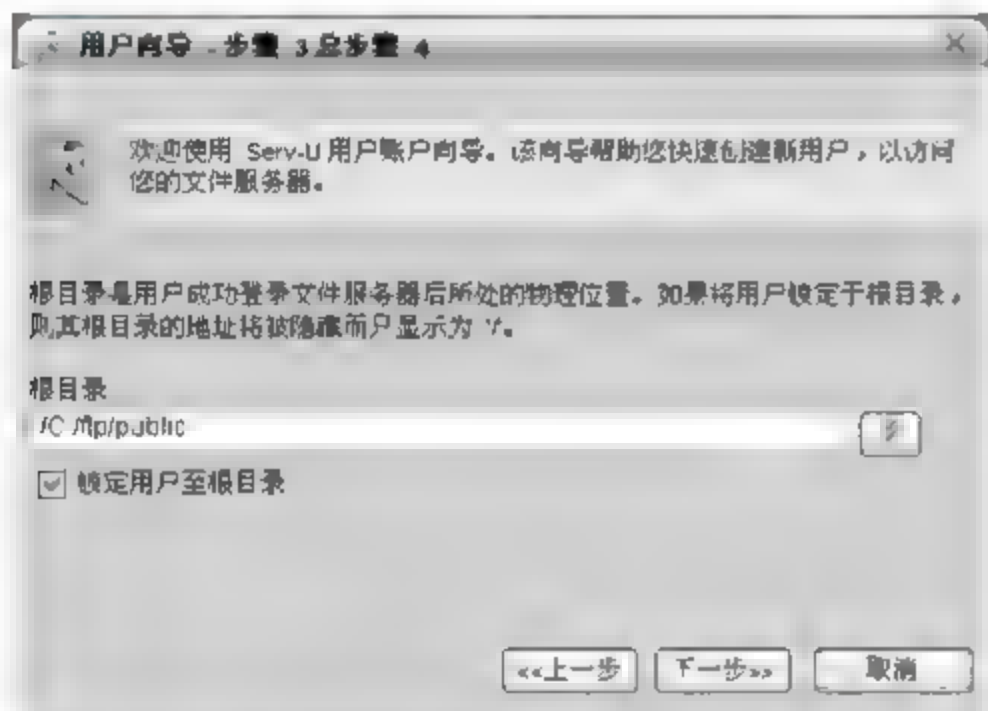 用户向导 - 步骤 3 总步骤 4
欢迎使用 Serv-U 用户账户向导。该向导帮助您快速创建新用户，以访问
您的文件服务器。
根目录是用户成功登录文件服务器后所处的物理位置。如果将用户锁定于根目录，
则其根目录的地址将被隐藏而只显示为 '/'。
根目录
/C:/ftp/public
锁定用户至根目录
<<上一步
下一步>>
取消